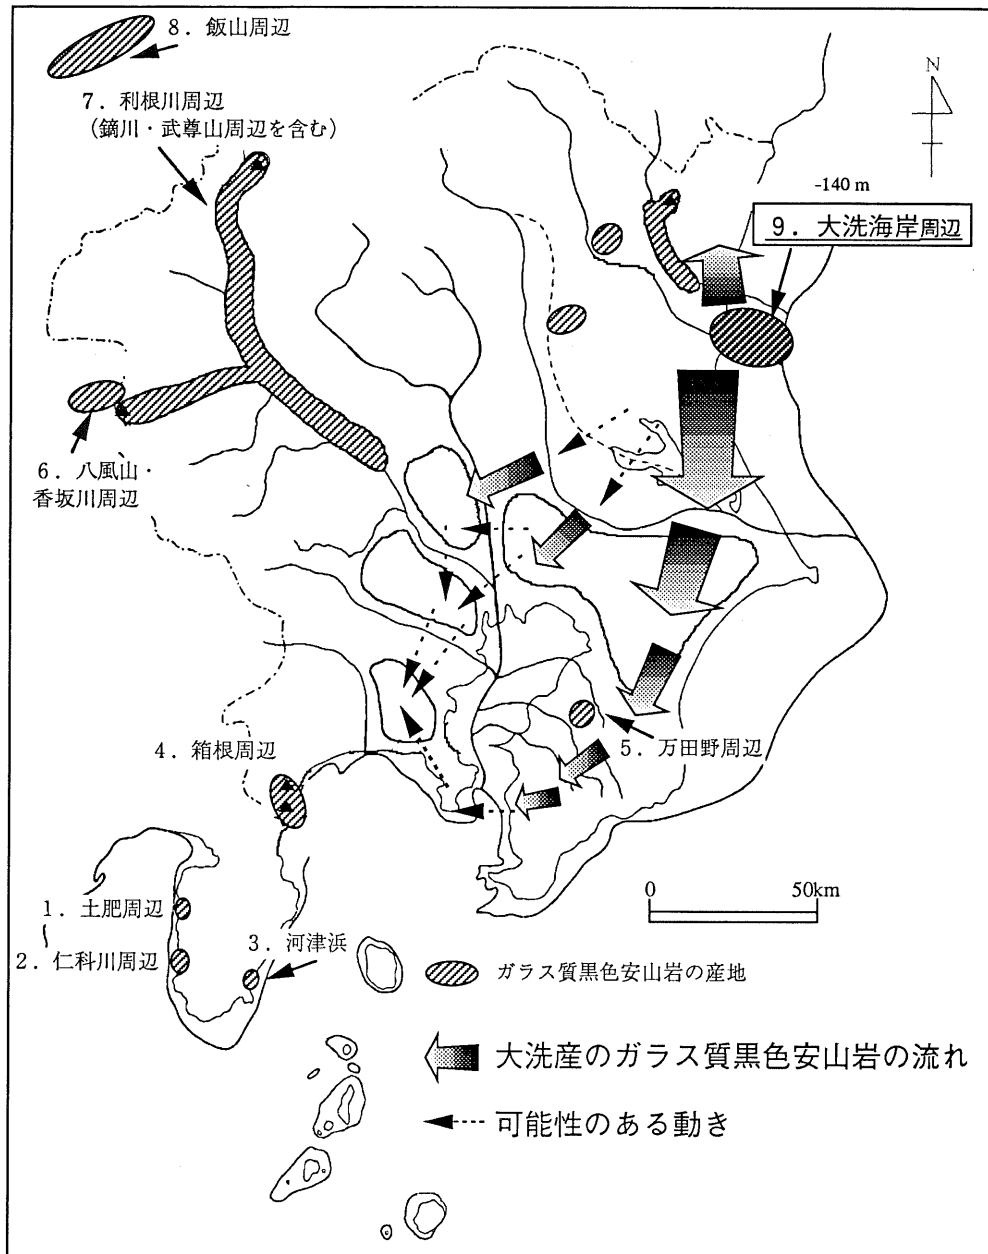 8．飯山周辺
7．利根川周辺
（鏑川・武尊山周辺を含む）
N
-140 m
9．大洗海岸周辺
6．八風山・
香坂川周辺
4．箱根周辺
5．万田野周辺
0 50km
1．土肥周辺
2．仁科川周辺
3．河津浜
ガラス質黒色安山岩の産地
大洗産のガラス質黒色安山岩の流れ
可能性のある動き